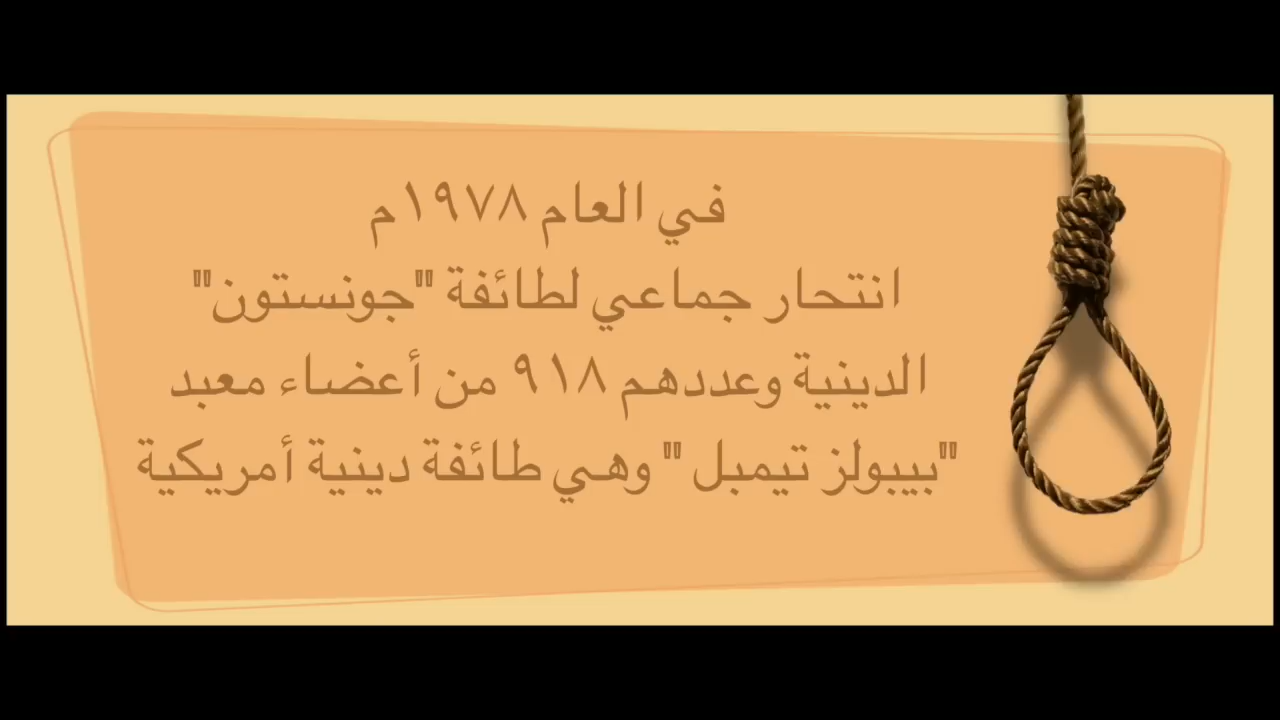 في العام ١٩٧٨م
انتحار جماعي لطائفة "جونستون"
الدينية وعددهم ٩١٨ من أعضاء معبد
"بيبولز تيمبل " وهي طائفة دينية أمريكية